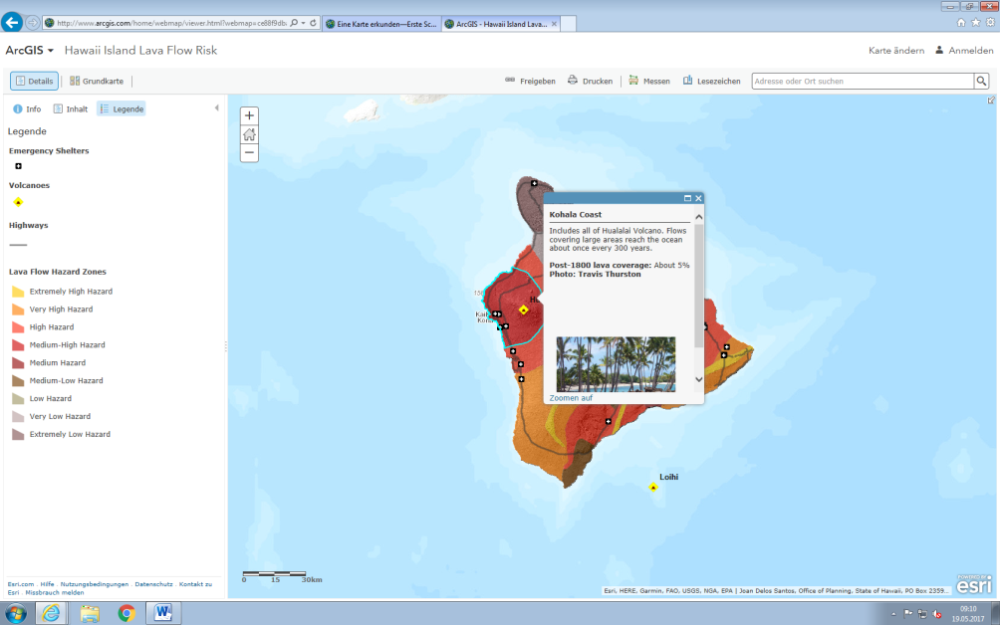 http://www.arcgis.com/home/webmap/viewer.html?webmap=ce88f9db
Eine Karte erkunden—Erste Sc...
ArcGIS - Hawaii Island Lava...
ArcGIS
Hawaii Island Lava Flow Risk
Karte ändern
Anmelden
Details
Grundkarte
Freigeben
Drucken
Messen
Lesezeichen
Adresse oder Ort suchen
Info
Inhalt
Legende
Legende
Emergency Shelters
Volcanoes
Highways
Lava Flow Hazard Zones
Extremely High Hazard
Very High Hazard
High Hazard
Medium-High Hazard
Medium Hazard
Medium-Low Hazard
Low Hazard
Very Low Hazard
Extremely Low Hazard
Kohala Coast
Includes all of Hualalai Volcano. Flows
covering large areas reach the ocean
about once every 300 years.
Post-1800 lava coverage: About 5%
Photo: Travis Thurston
Zoomen auf
Loihi
0 15 30km
Esri.com Hilfe Nutzungsbedingungen Datenschutz Kontakt zu
Esri Missbrauch melden
Esri, HERE, Garmin, FAO, USGS, NGA, EPA | Joan Delos Santos, Office of Planning, State of Hawaii, PO Box 2359...
POWERED BY
esri
09:10
19.05.2017